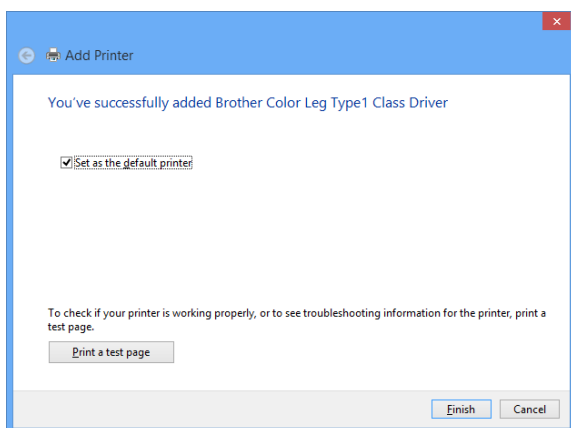 Add Printer
You've successfully added Brother Color Leg Type1 Class Driver
Set as the default printer
To check if your printer is working properly, or to see troubleshooting information for the printer, print a
test page.
Print a test page
Finish Cancel